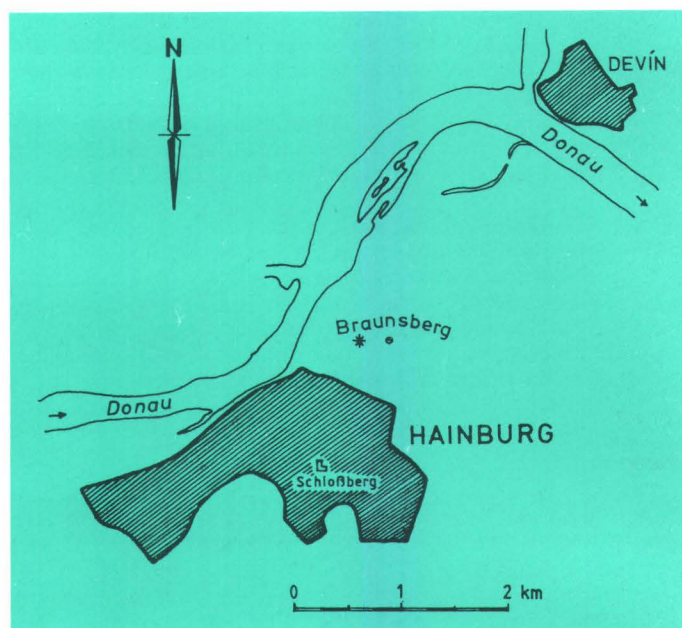 N
DEVÍN
Donau
Braunsberg
Donau
HAINBURG
Schloßberg
0 1 2 km